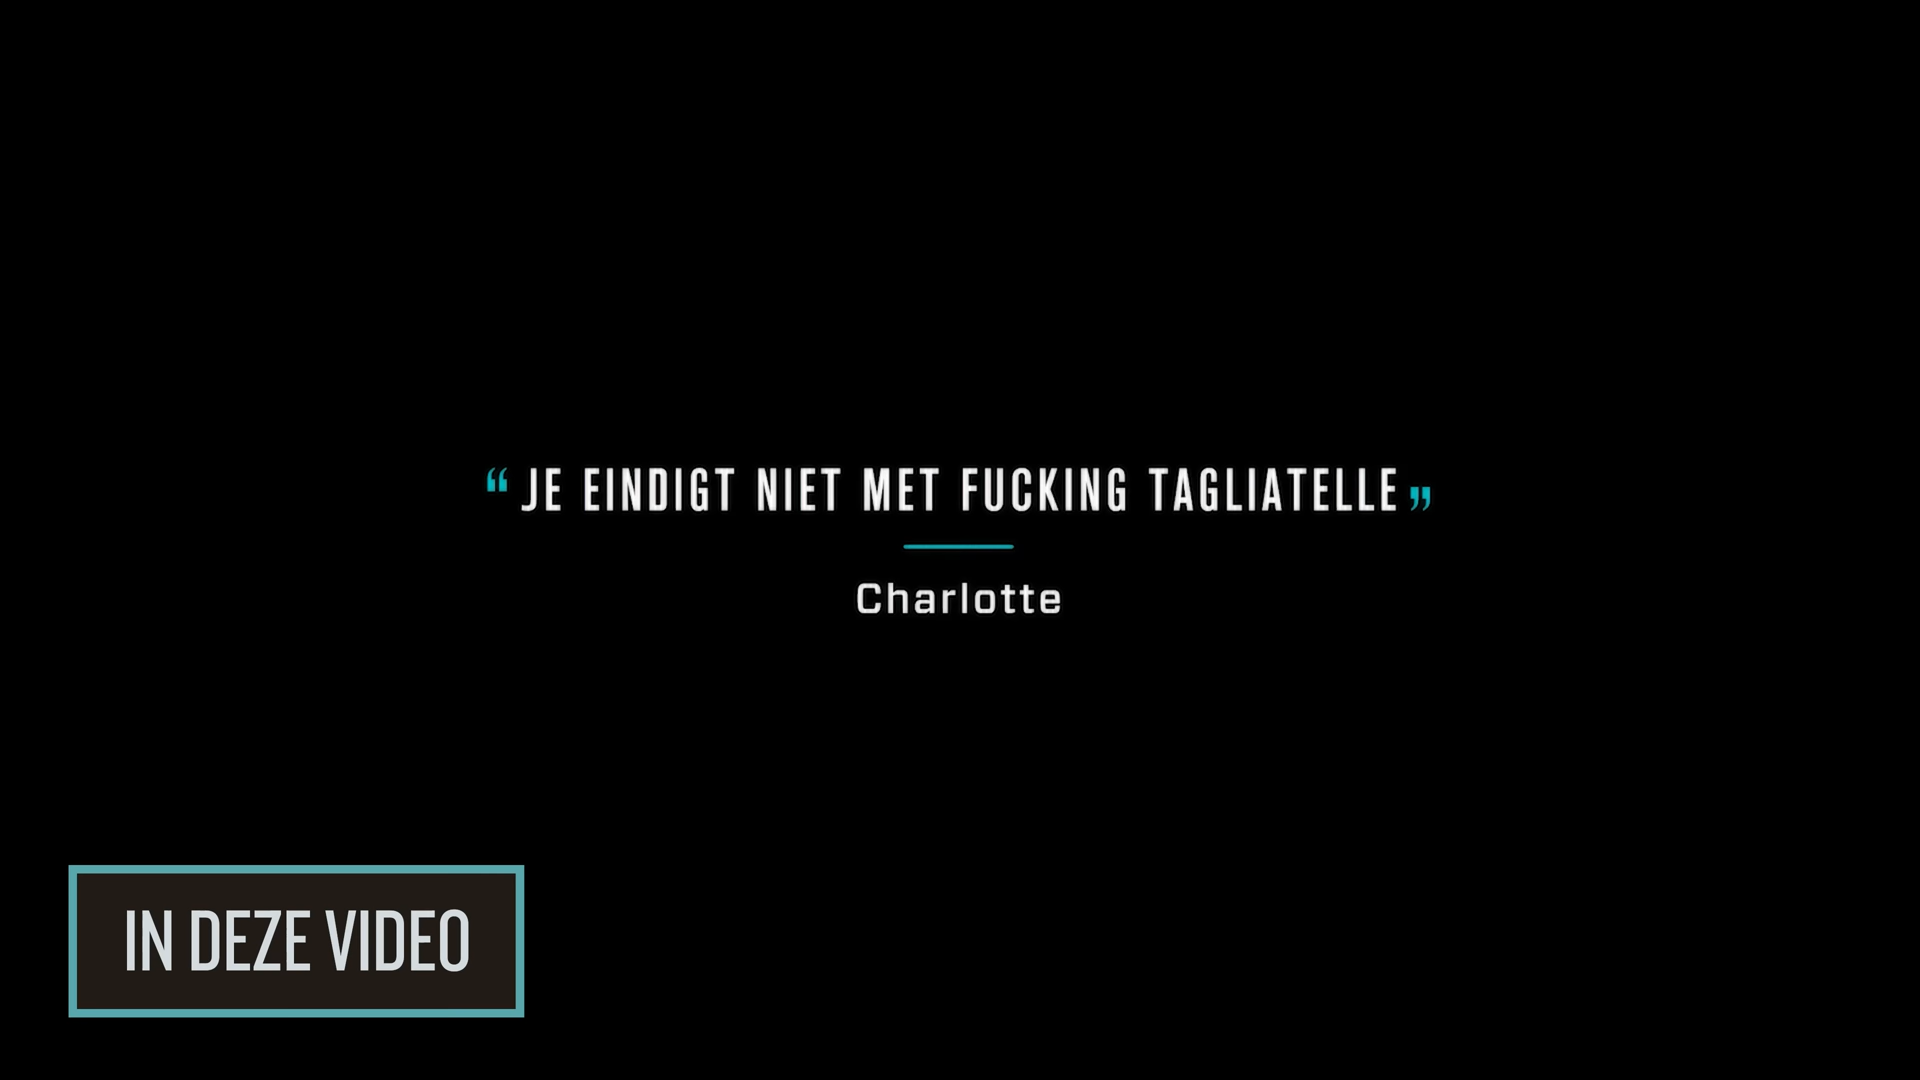 “JE EINDIGT NIET MET FUCKING TAGLIATELLE”
Charlotte
IN DEZE VIDEO